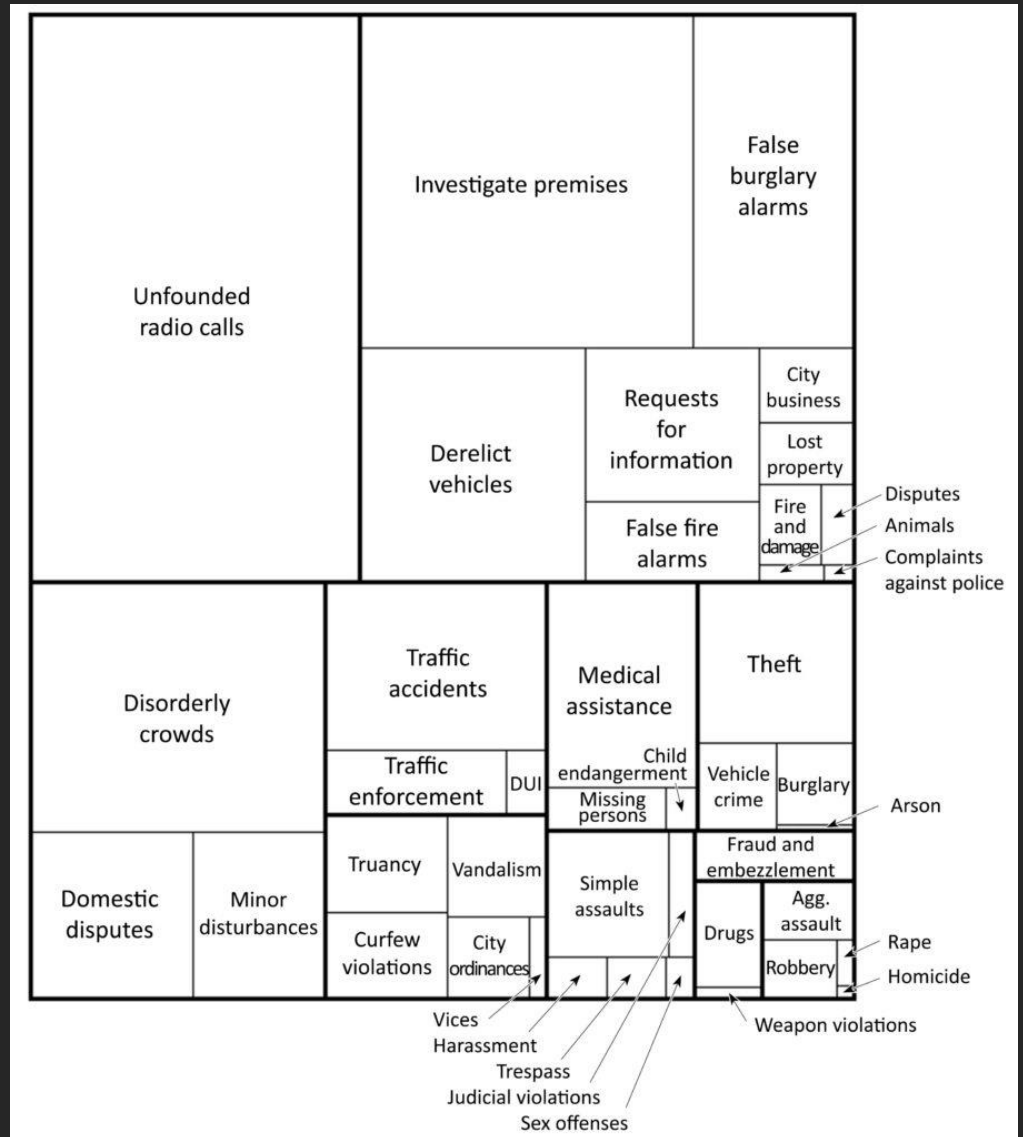 Unfounded
radio calls
Investigate premises
False
burglary
alarms
Derelict
vehicles
Requests
for
information
False fire
alarms
City
business
Lost
property
Fire
and
damage
Disputes
Animals
Complaints
against police
Disorderly
crowds
Domestic
disputes
Minor
disturbances
Traffic
accidents
Traffic
enforcement
DUI
Medical
assistance
Child
endangerment
Missing
persons
Theft
Vehicle
crime
Burglary
Arson
Truancy
Vandalism
Curfew
violations
City
ordinances
Simple
assaults
Fraud and
embezzlement
Drugs
Agg.
assault
Robbery
Rape
Homicide
Weapon violations
Vices
Harassment
Trespass
Judicial violations
Sex offenses